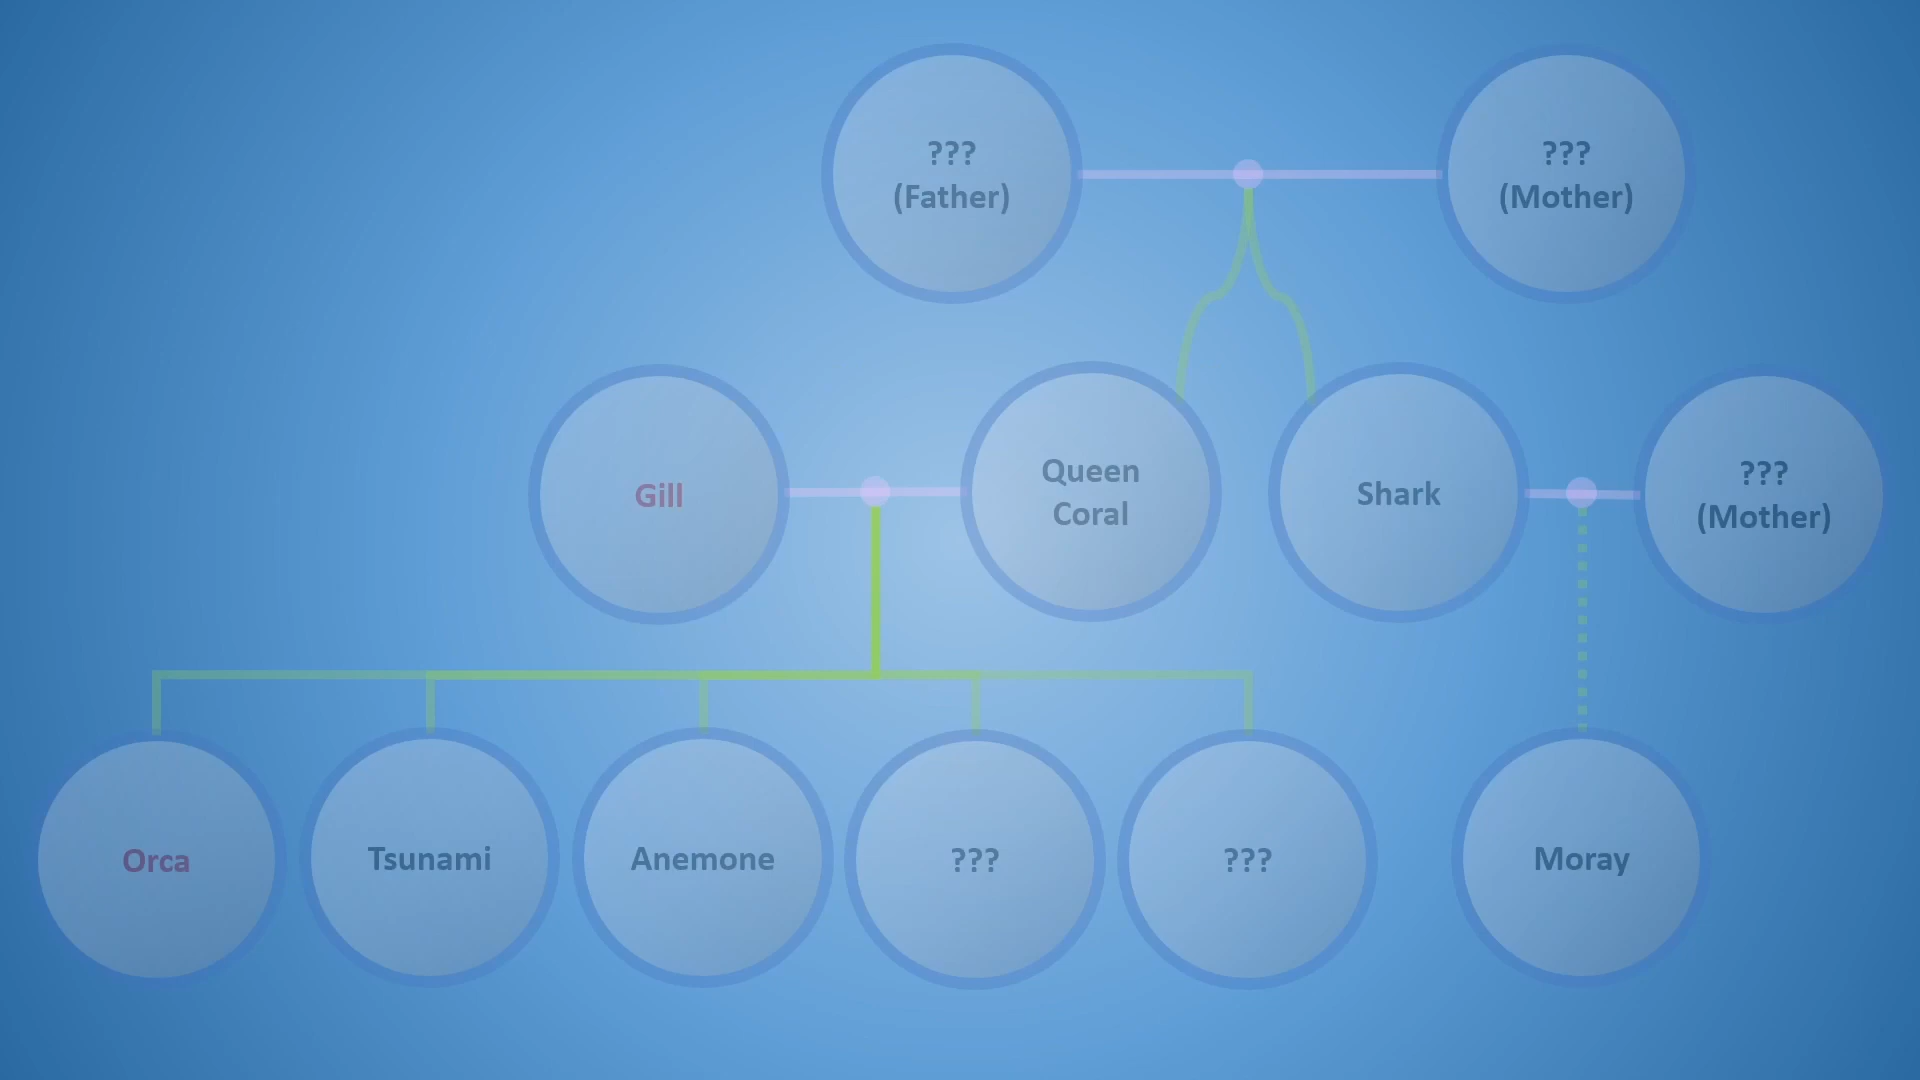 ???
(Father)
???
(Mother)
Gill
Queen
Coral
Shark
???
(Mother)
Orca
Tsunami
Anemone
???
???
Moray